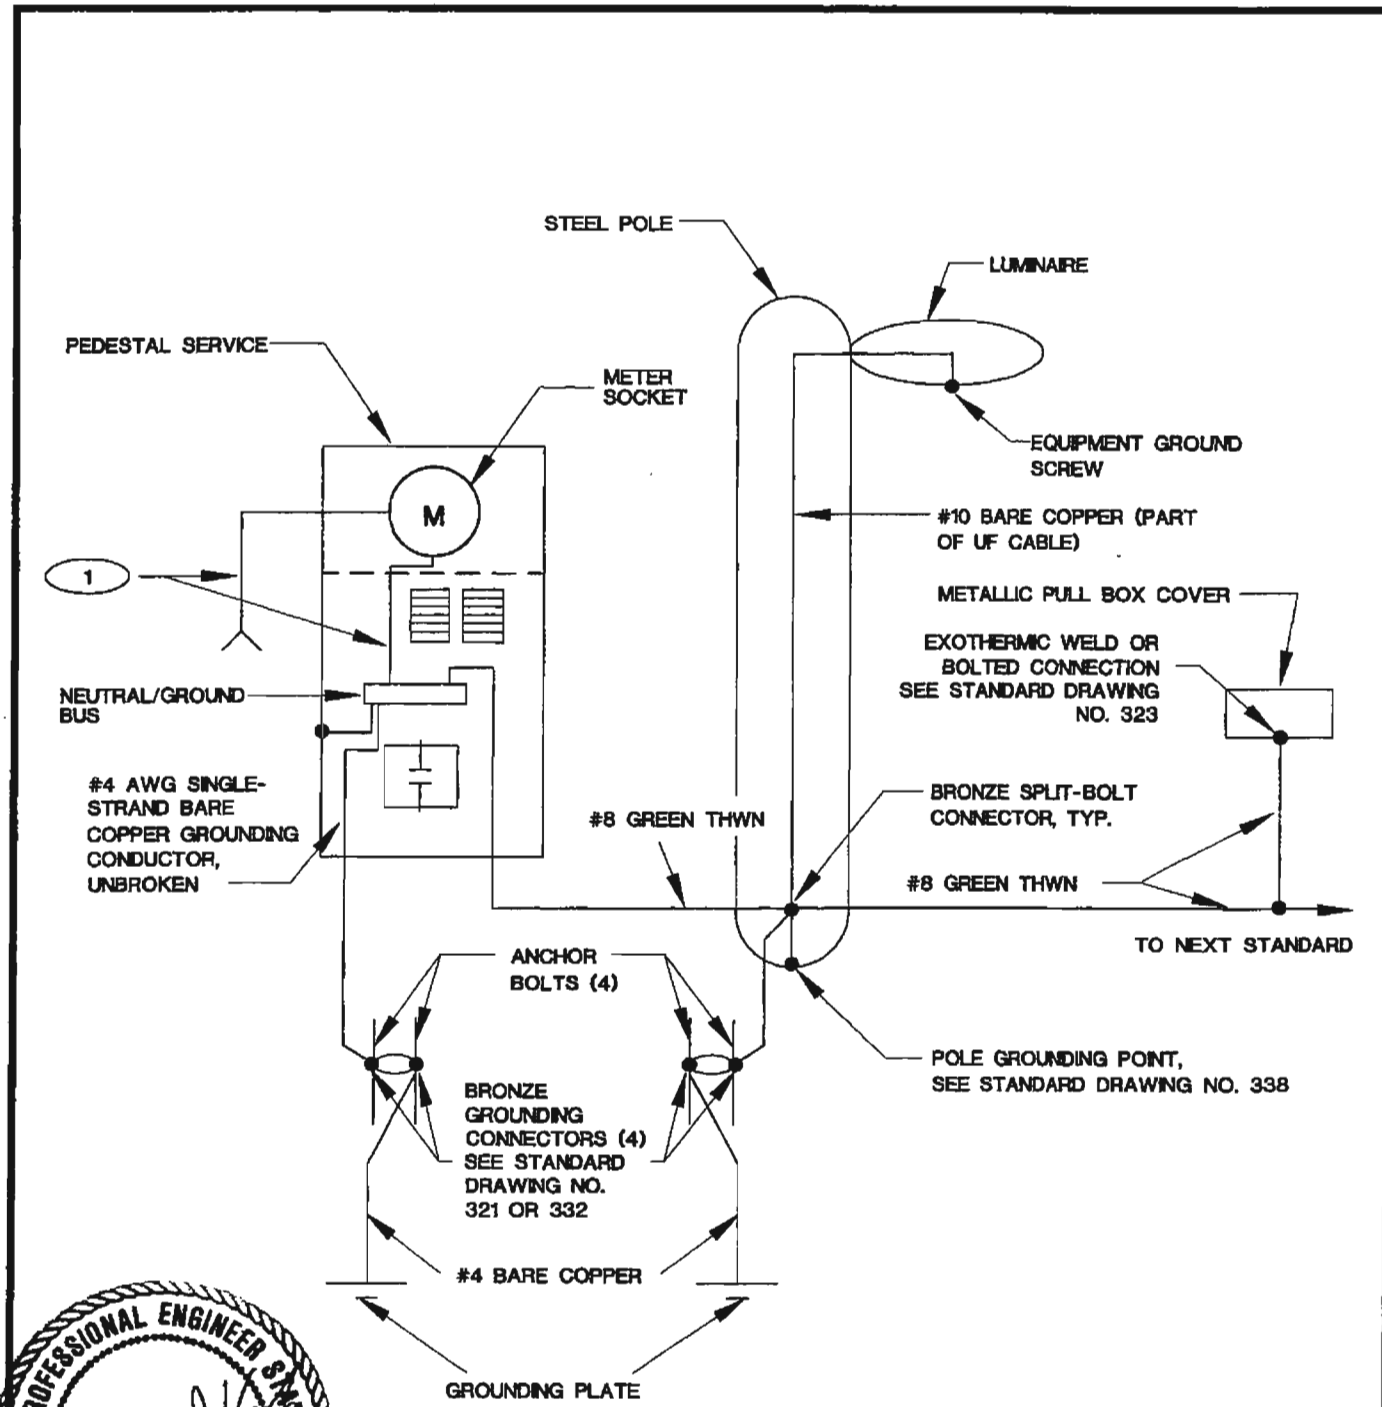 STEEL POLE
LUMINAIRE
PEDESTAL SERVICE
METER
SOCKET
EQUIPMENT GROUND
SCREW
M
#10 BARE COPPER (PART
OF UF CABLE)
1
METALLIC PULL BOX COVER
EXOTHERMIC WELD OR
BOLTED CONNECTION
SEE STANDARD DRAWING
NO. 323
NEUTRAL/GROUND
BUS
#4 AWG SINGLE-
STRAND BARE
COPPER GROUNDING
CONDUCTOR,
UNBROKEN
#8 GREEN THWN
BRONZE SPLIT-BOLT
CONNECTOR, TYP.
#8 GREEN THWN
TO NEXT STANDARD
ANCHOR
BOLTS (4)
POLE GROUNDING POINT,
SEE STANDARD DRAWING NO. 338
BRONZE
GROUNDING
CONNECTORS (4)
SEE STANDARD
DRAWING NO.
321 OR 332
#4 BARE COPPER
GROUNDING PLATE
ENGINEER